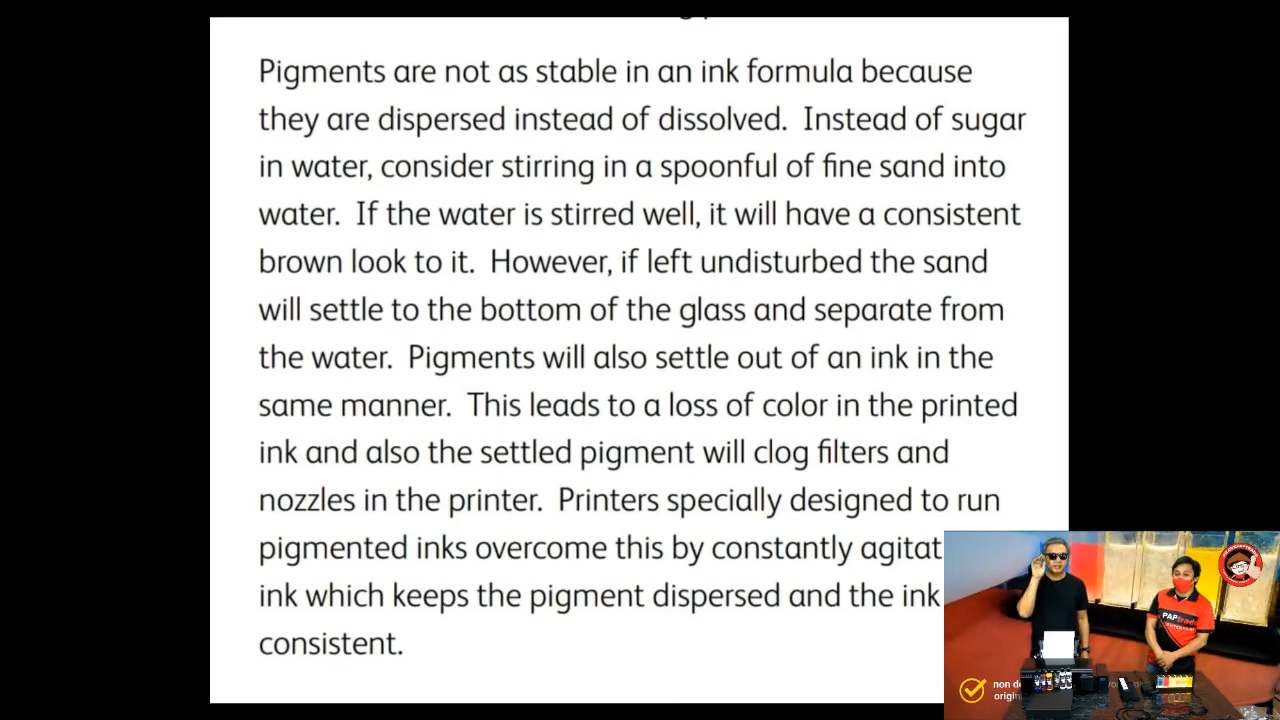 Pigments are not as stable in an ink formula because
they are dispersed instead of dissolved.  Instead of sugar
in water, consider stirring in a spoonful of fine sand into
water.  If the water is stirred well, it will have a consistent
brown look to it.  However, if left undisturbed the sand
will settle to the bottom of the glass and separate from
the water.  Pigments will also settle out of an ink in the
same manner.  This leads to a loss of color in the printed
ink and also the settled pigment will clog filters and
nozzles in the printer.  Printers specially designed to run
pigmented inks overcome this by constantly agitat
ink which keeps the pigment dispersed and the ink
consistent.
PAPtrade
non de
origin